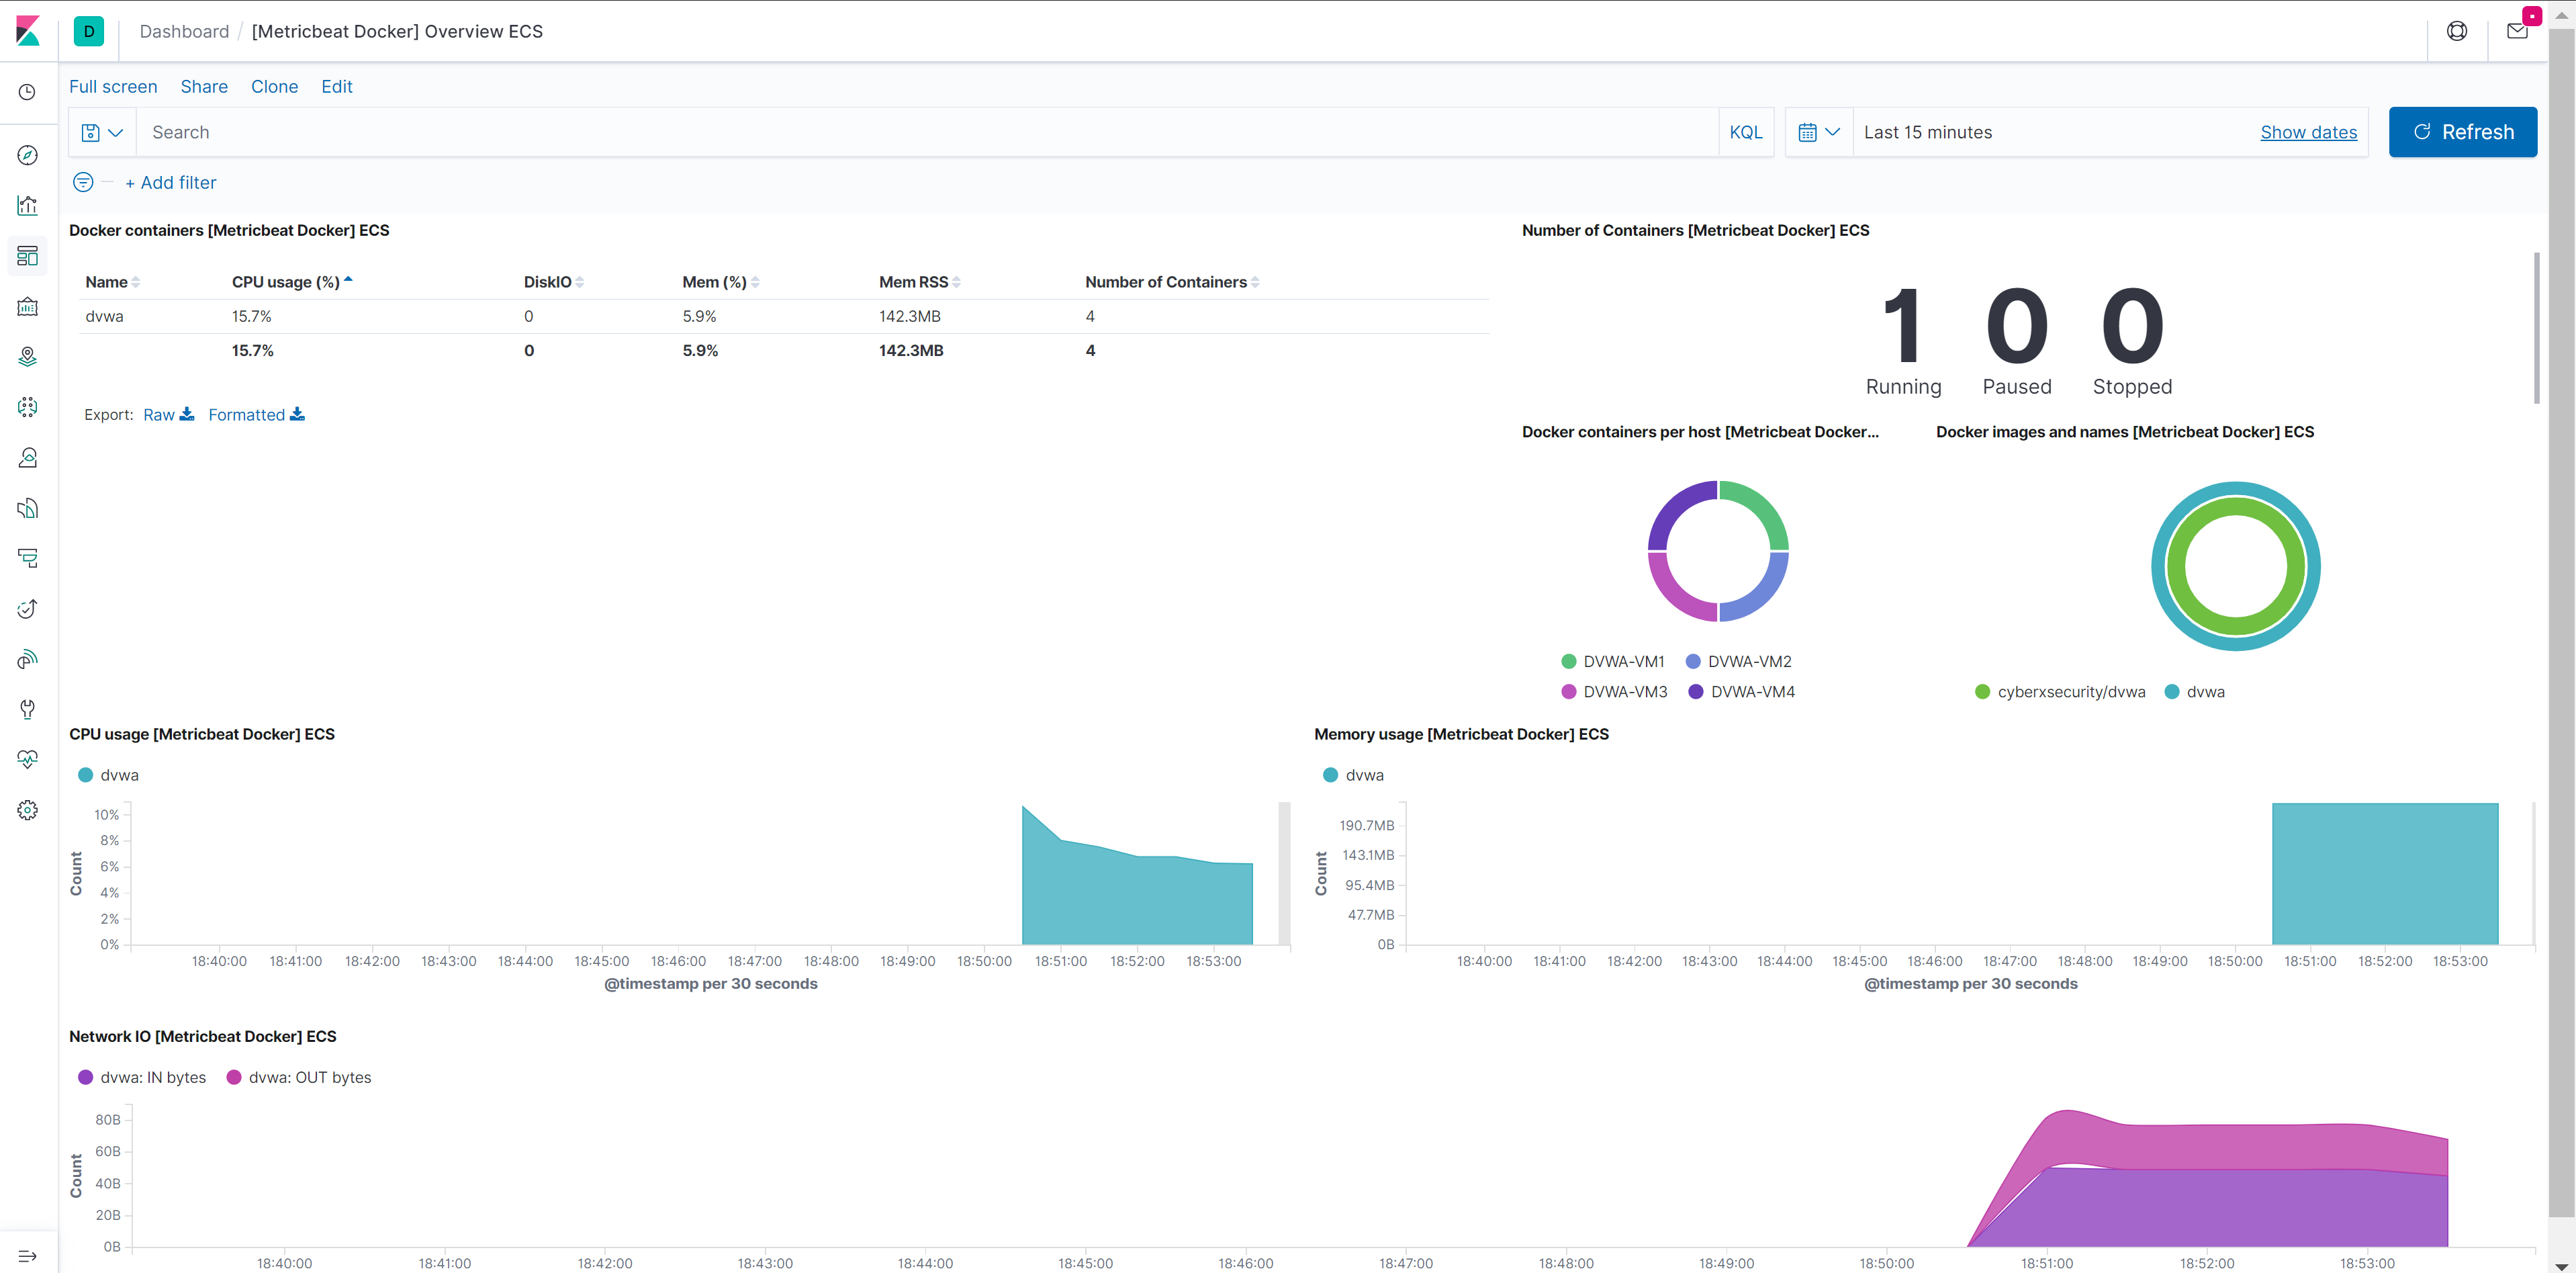 D Dashboard / [Metricbeat Docker] Overview ECS
Full screen Share Clone Edit
Search KQL Last 15 minutes Show dates Refresh
+ Add filter
Docker containers [Metricbeat Docker] ECS
Name CPU usage (%) DiskIO Mem (%) Mem RSS Number of Containers
dvwa 15.7% 0 5.9% 142.3MB 4
15.7% 0 5.9% 142.3MB 4
Export: Raw Formatted
Number of Containers [Metricbeat Docker] ECS
1 0 0
Running Paused Stopped
Docker containers per host [Metricbeat Docker...
DVWA-VM1 DVWA-VM2
DVWA-VM3 DVWA-VM4
Docker images and names [Metricbeat Docker] ECS
cyberxsecurity/dvwa dvwa
CPU usage [Metricbeat Docker] ECS
dvwa
10%
8%
6%
4%
2%
0%
Count
18:40:00 18:41:00 18:42:00 18:43:00 18:44:00 18:45:00 18:46:00 18:47:00 18:48:00 18:49:00 18:50:00 18:51:00 18:52:00 18:53:00
@timestamp per 30 seconds
Memory usage [Metricbeat Docker] ECS
dvwa
190.7MB
143.1MB
95.4MB
47.7MB
0B
Count
18:40:00 18:41:00 18:42:00 18:43:00 18:44:00 18:45:00 18:46:00 18:47:00 18:48:00 18:49:00 18:50:00 18:51:00 18:52:00 18:53:00
@timestamp per 30 seconds
Network IO [Metricbeat Docker] ECS
dvwa: IN bytes dvwa: OUT bytes
80B
60B
40B
20B
0B
Count
18:40:00 18:41:00 18:42:00 18:43:00 18:44:00 18:45:00 18:46:00 18:47:00 18:48:00 18:49:00 18:50:00 18:51:00 18:52:00 18:53:00